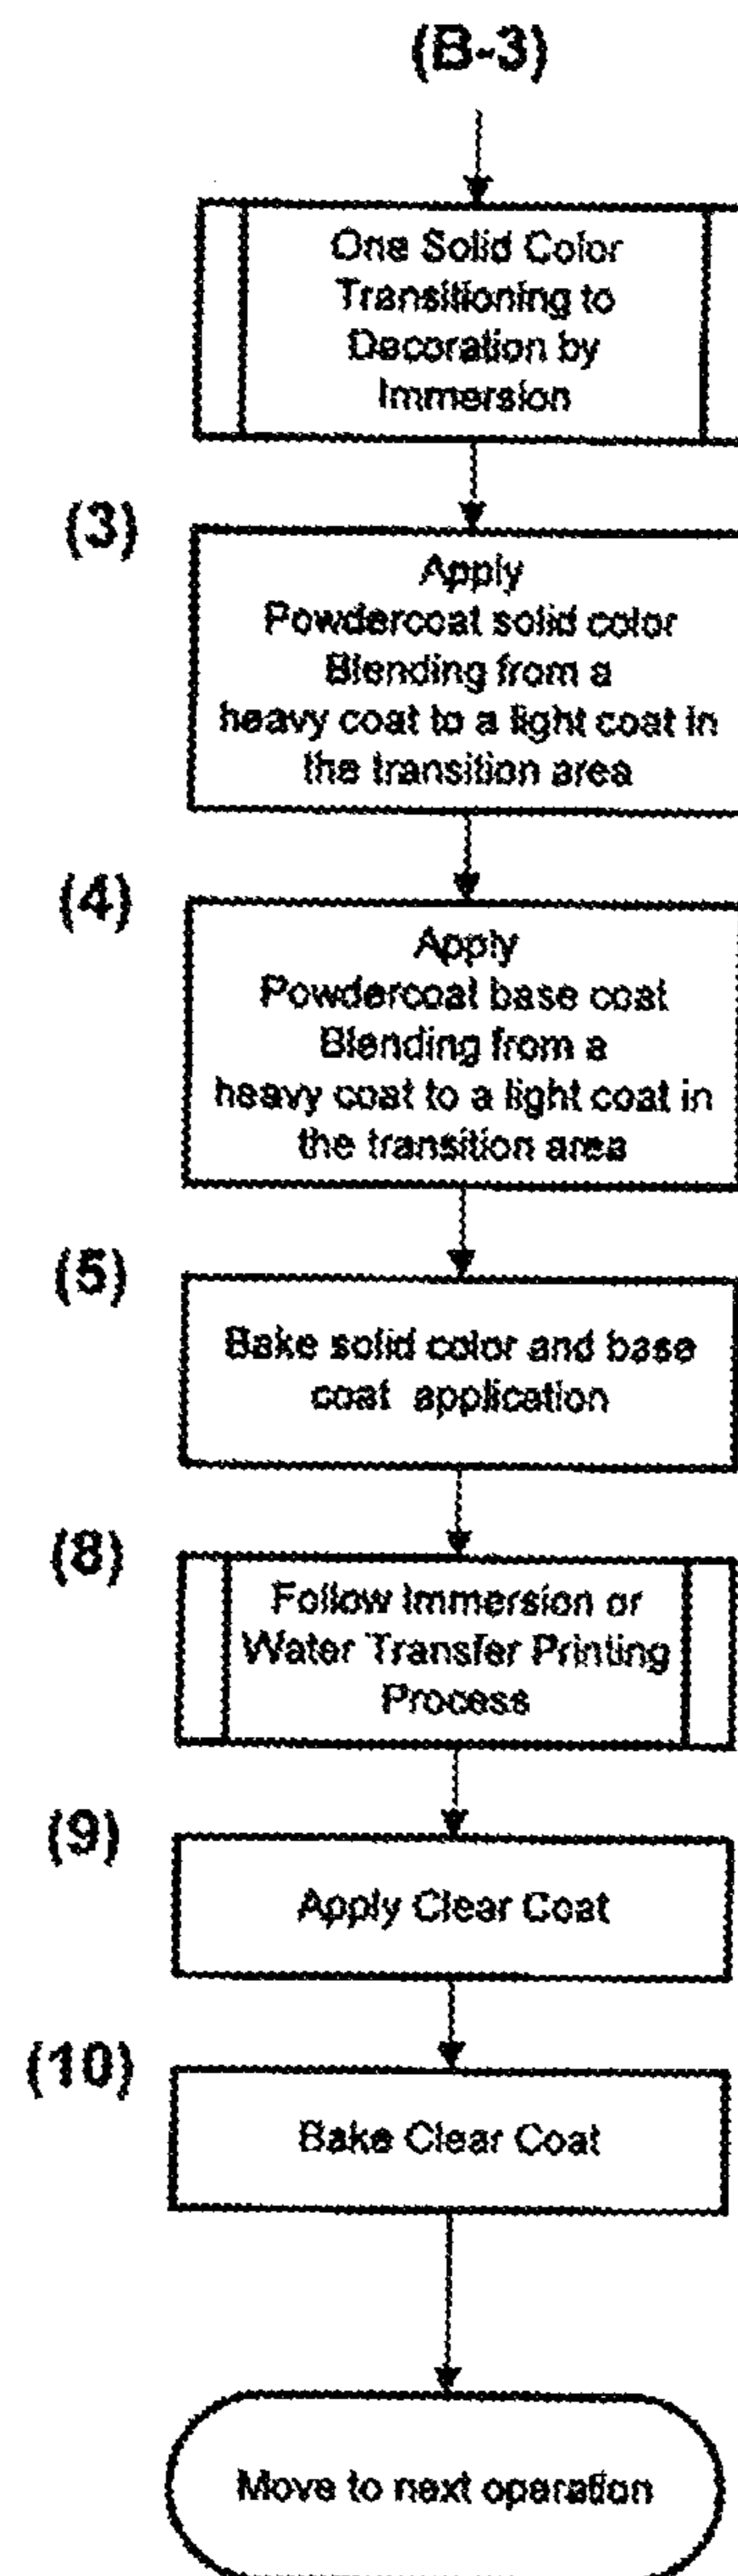 (B-3)
One Solid Color
Transitioning to
Decoration by
Immersion
(3)
Apply
Powdercoat solid color
Blending from a
heavy coat to a light coat in
the transition area
(4)
Apply
Powdercoat base coat
Blending from a
heavy coat to a light coat in
the transition area
(5)
Bake solid color and base
coat application
(8)
Follow Immersion or
Water Transfer Printing
Process
(9)
Apply Clear Coat
(10)
Bake Clear Coat
Move to next operation